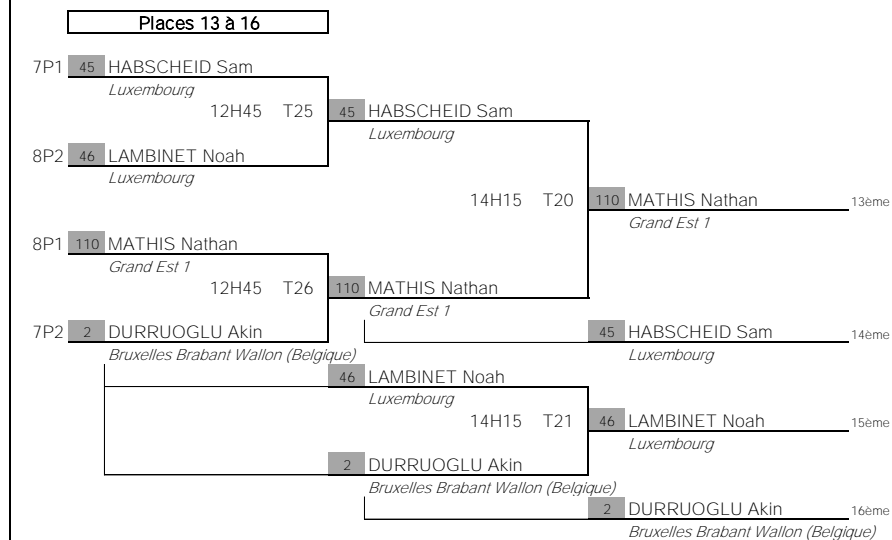 Places 13 à 16
7P1 45 HABSCHEID Sam
Luxembourg
12H45 T25 45 HABSCHEID Sam
Luxembourg
8P2 46 LAMBINET Noah
Luxembourg
14H15 T20 110 MATHIS Nathan 13ème
Grand Est 1
8P1 110 MATHIS Nathan
Grand Est 1
12H45 T26 110 MATHIS Nathan
Grand Est 1
7P2 2 DURRUOGLU Akin 45 HABSCHEID Sam 14ème
Bruxelles Brabant Wallon (Belgique) Luxembourg
46 LAMBINET Noah
Luxembourg
14H15 T21 46 LAMBINET Noah 15ème
Luxembourg
2 DURRUOGLU Akin
Bruxelles Brabant Wallon (Belgique)
2 DURRUOGLU Akin 16ème
Bruxelles Brabant Wallon (Belgique)